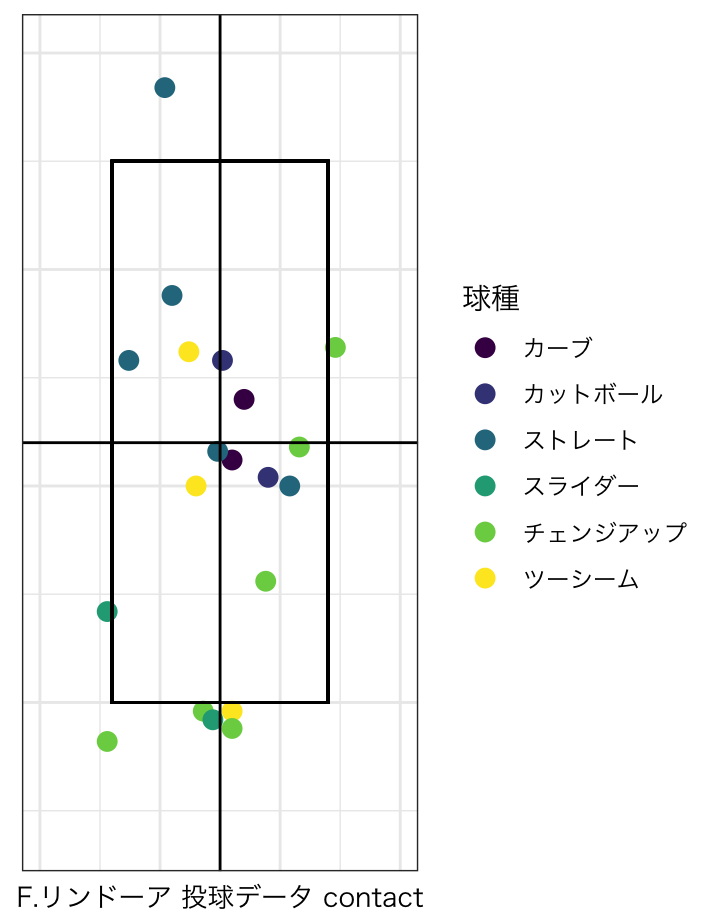 球種
カーブ
カットボール
ストレート
スライダー
チェンジアップ
ツーシーム
F.リンドーア 投球データ contact